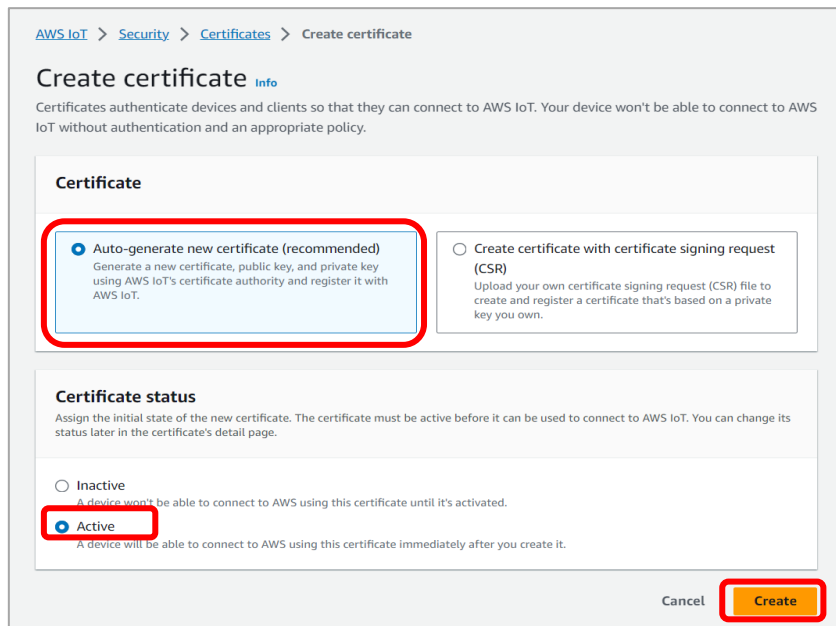 AWS IoT > Security > Certificates > Create certificate
Create certificate Info
Certificates authenticate devices and clients so that they can connect to AWS IoT. Your device won't be able to connect to AWS
IoT without authentication and an appropriate policy.
Certificate
Auto-generate new certificate (recommended)
Generate a new certificate, public key, and private key
using AWS IoT's certificate authority and register it with
AWS IoT.
Create certificate with certificate signing request
(CSR)
Upload your own certificate signing request (CSR) file to
create and register a certificate that's based on a private
key you own.
Certificate status
Assign the initial state of the new certificate. The certificate must be active before it can be used to connect to AWS IoT. You can change its
status later in the certificate's detail page.
Inactive
A device won't be able to connect to AWS using this certificate until it's activated.
Active
A device will be able to connect to AWS using this certificate immediately after you create it.
Cancel Create